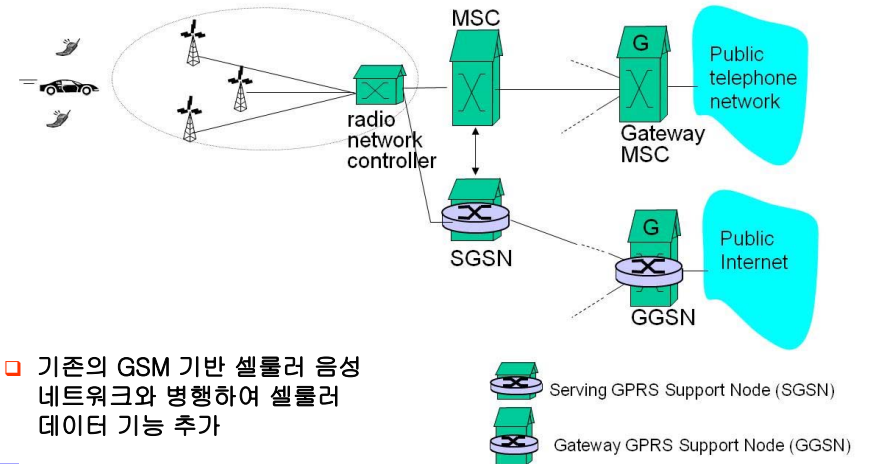 MSC
G
Public
telephone
network
radio
network
controller
Gateway
MSC
SGSN
G
Public
Internet
GGSN
기존의 GSM 기반 셀룰러 음성
네트워크와 병행하여 셀룰러
데이터 기능 추가
Serving GPRS Support Node (SGSN)
Gateway GPRS Support Node (GGSN)